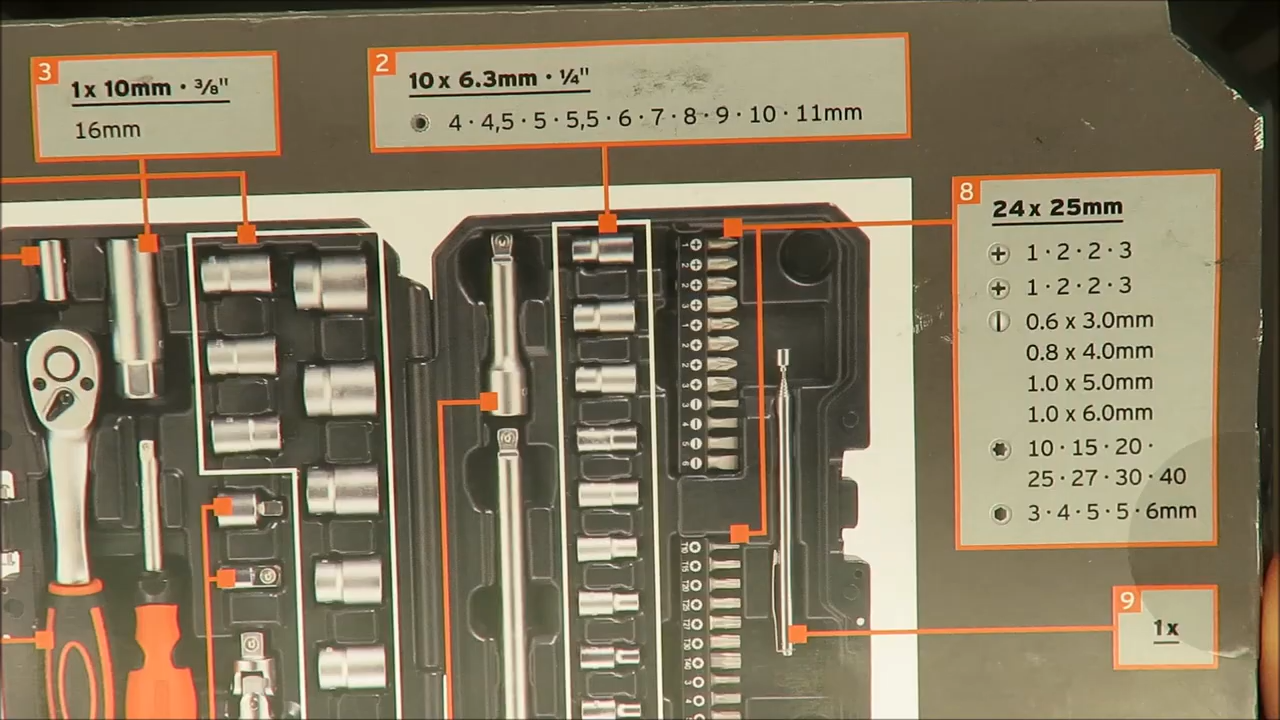 3
1x 10mm · ⅜"
16mm
2
10x 6.3mm · ¼"
4 · 4,5 · 5 · 5,5 · 6 · 7 · 8 · 9 · 10 · 11mm
8
24x 25mm
1 · 2 · 2 · 3
1 · 2 · 2 · 3
0.6 x 3.0mm
0.8 x 4.0mm
1.0 x 5.0mm
1.0 x 6.0mm
10 · 15 · 20 ·
25 · 27 · 30 · 40
3 · 4 · 5 · 5 · 6mm
9
1x